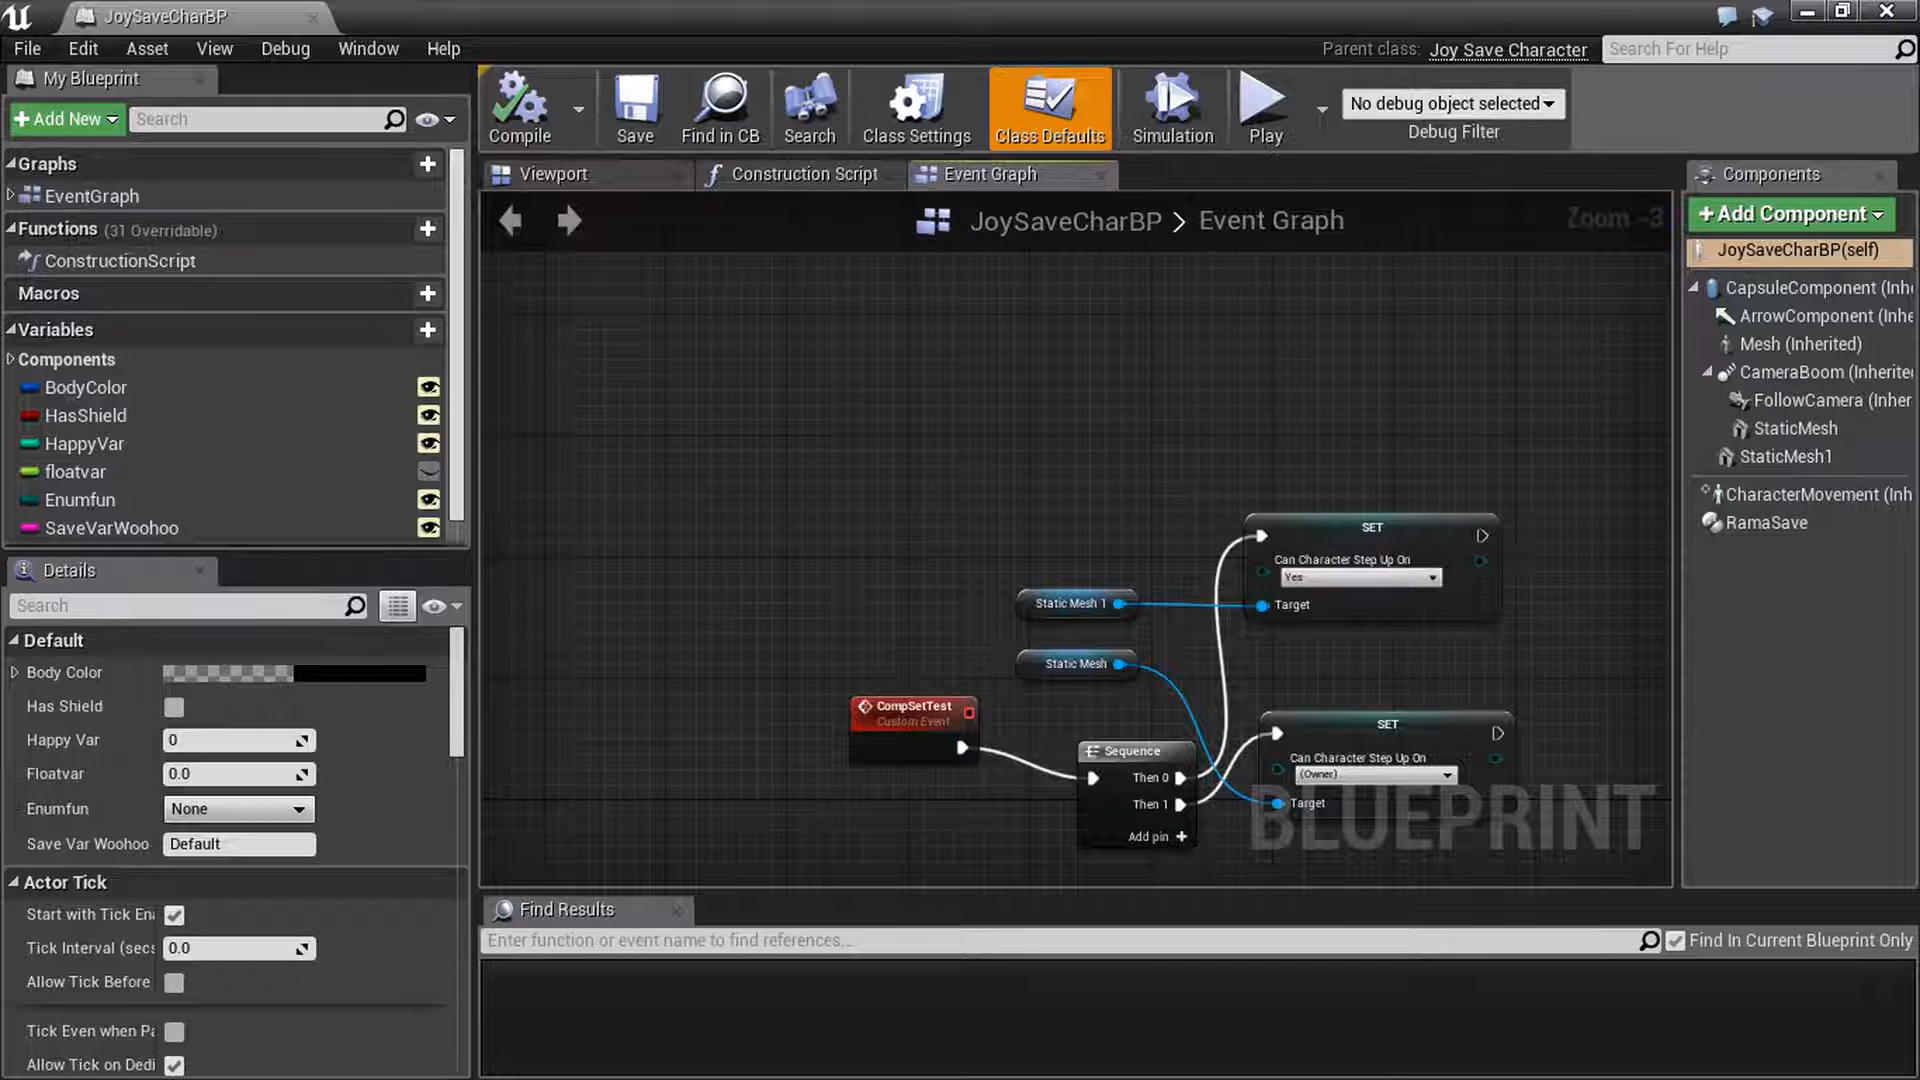 JoySaveCharBP
File Edit Asset View Debug Window Help
Parent class: Joy Save Character
Search For Help
My Blueprint
+ Add New
Search
Compile
Save
Find in CB
Search
Class Settings
Class Defaults
Simulation
Play
No debug object selected
Debug Filter
Graphs
EventGraph
Functions (31 Overridable)
ConstructionScript
Macros
Variables
Components
BodyColor
HasShield
HappyVar
floatvar
Enumfun
SaveVarWoohoo
Details
Search
Default
Body Color
Has Shield
Happy Var 0
Floatvar 0.0
Enumfun None
Save Var Woohoo Default
Actor Tick
Start with Tick Ena
Tick Interval (secs 0.0
Allow Tick Before
Tick Even when Pa
Allow Tick on Dedi
Viewport
Construction Script
Event Graph
JoySaveCharBP > Event Graph
Zoom -3
SET
Can Character Step Up On
Yes
Target
Static Mesh 1
Static Mesh
CompSetTest
Custom Event
Sequence
Then 0
Then 1
Add pin +
SET
Can Character Step Up On
(Owner)
Target
BLUEPRINT
Find Results
Enter function or event name to find references...
Find In Current Blueprint Only
Components
+ Add Component
JoySaveCharBP(self)
CapsuleComponent (Inhe
ArrowComponent (Inhe
Mesh (Inherited)
CameraBoom (Inherited
FollowCamera (Inher
StaticMesh
StaticMesh1
CharacterMovement (Inh
RamaSave